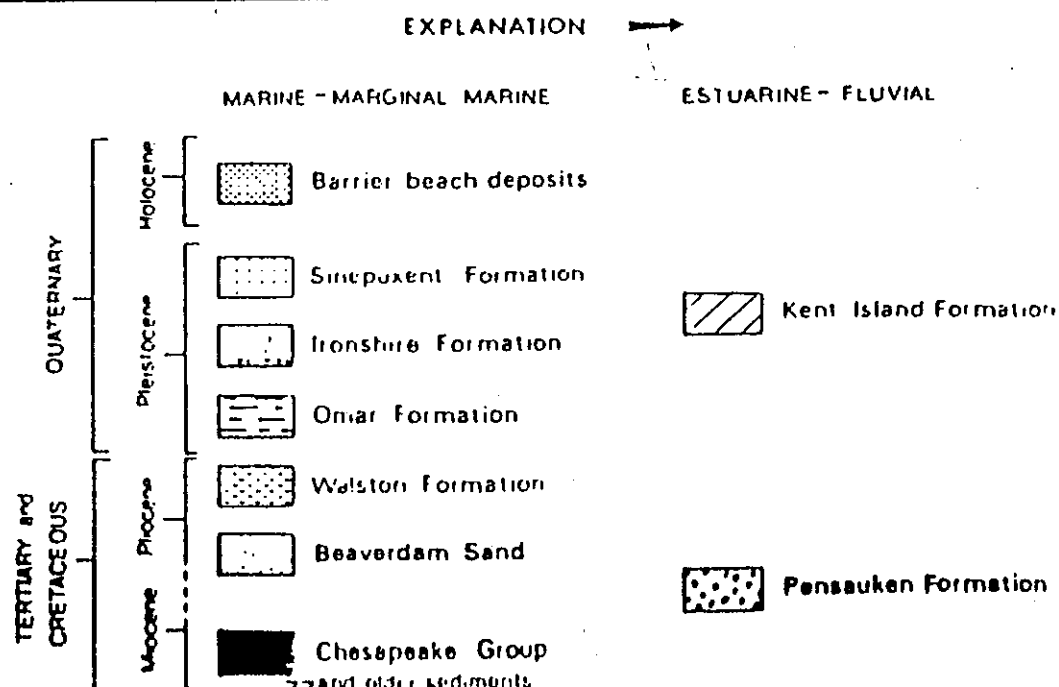 EXPLANATION
MARINE - MARGINAL MARINE
ESTUARINE - FLUVIAL
QUATERNARY
Holocene
Barrier beach deposits
Pleistocene
Sinepuxent Formation
Kent Island Formation
Ironshire Formation
Omar Formation
TERTIARY and
CRETACEOUS
Pliocene
Walston Formation
Beaverdam Sand
Pensauken Formation
Miocene
Chesapeake Group
and older sediments